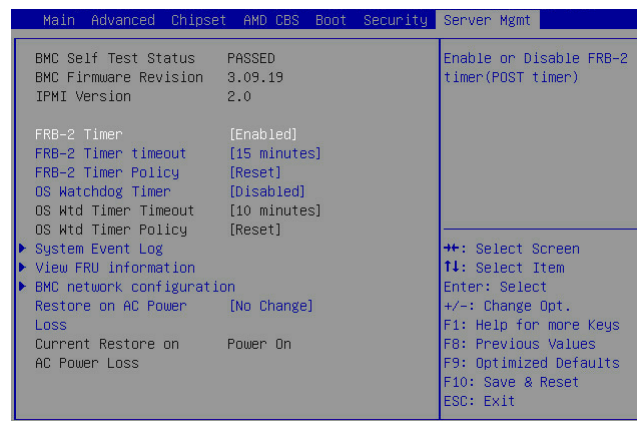 Main Advanced Chipset AMD CBS Boot Security Server Mgmt
BMC Self Test Status PASSED
BMC Firmware Revision 3.09.19
IPMI Version 2.0
FRB-2 Timer [Enabled]
FRB-2 Timer timeout [15 minutes]
FRB-2 Timer Policy [Reset]
OS Watchdog Timer [Disabled]
OS Wtd Timer Timeout [10 minutes]
OS Wtd Timer Policy [Reset]
System Event Log
View FRU information
BMC network configuration
Restore on AC Power [No Change]
Loss
Current Restore on Power On
AC Power Loss
Enable or Disable FRB-2
timer(POST timer)
→←: Select Screen
↑↓: Select Item
Enter: Select
+/-: Change Opt.
F1: Help for more Keys
F8: Previous Values
F9: Optimized Defaults
F10: Save & Reset
ESC: Exit